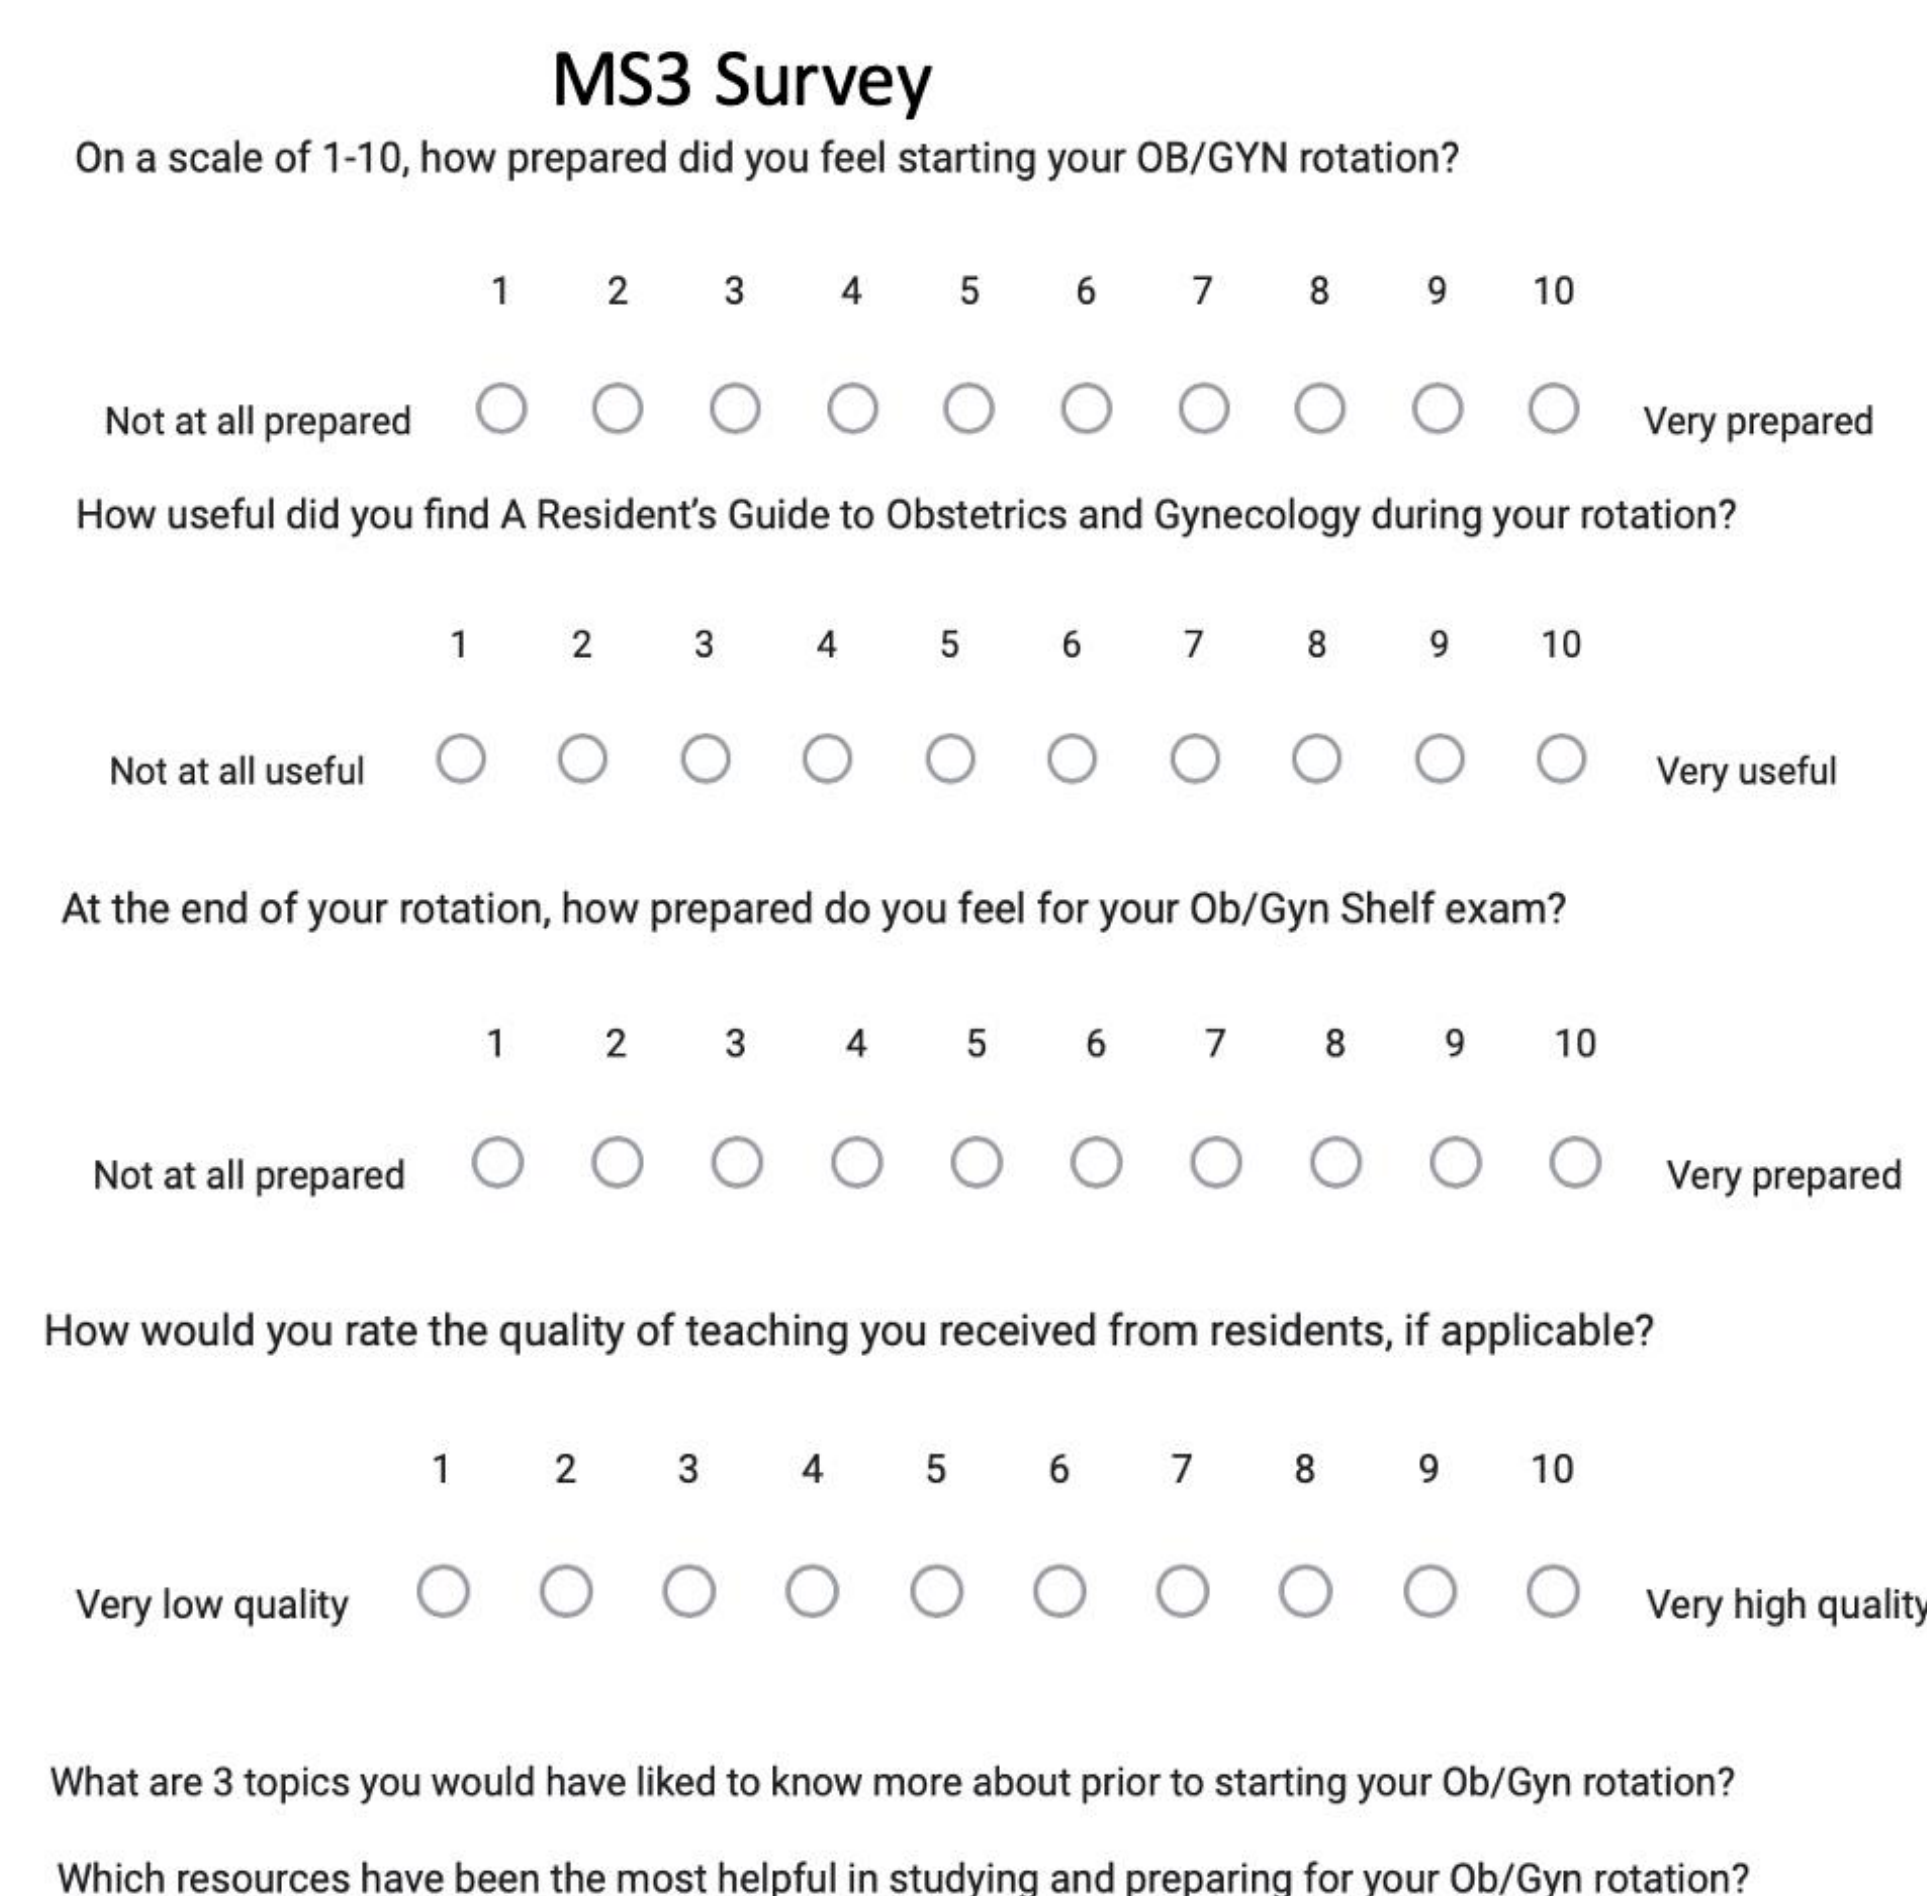 MS3 Survey
On a scale of 1-10, how prepared did you feel starting your OB/GYN rotation?
1 2 3 4 5 6 7 8 9 10
Not at all prepared Very prepared
How useful did you find A Resident's Guide to Obstetrics and Gynecology during your rotation?
1 2 3 4 5 6 7 8 9 10
Not at all useful Very useful
At the end of your rotation, how prepared do you feel for your Ob/Gyn Shelf exam?
1 2 3 4 5 6 7 8 9 10
Not at all prepared Very prepared
How would you rate the quality of teaching you received from residents, if applicable?
1 2 3 4 5 6 7 8 9 10
Very low quality Very high quality
What are 3 topics you would have liked to know more about prior to starting your Ob/Gyn rotation?
Which resources have been the most helpful in studying and preparing for your Ob/Gyn rotation?